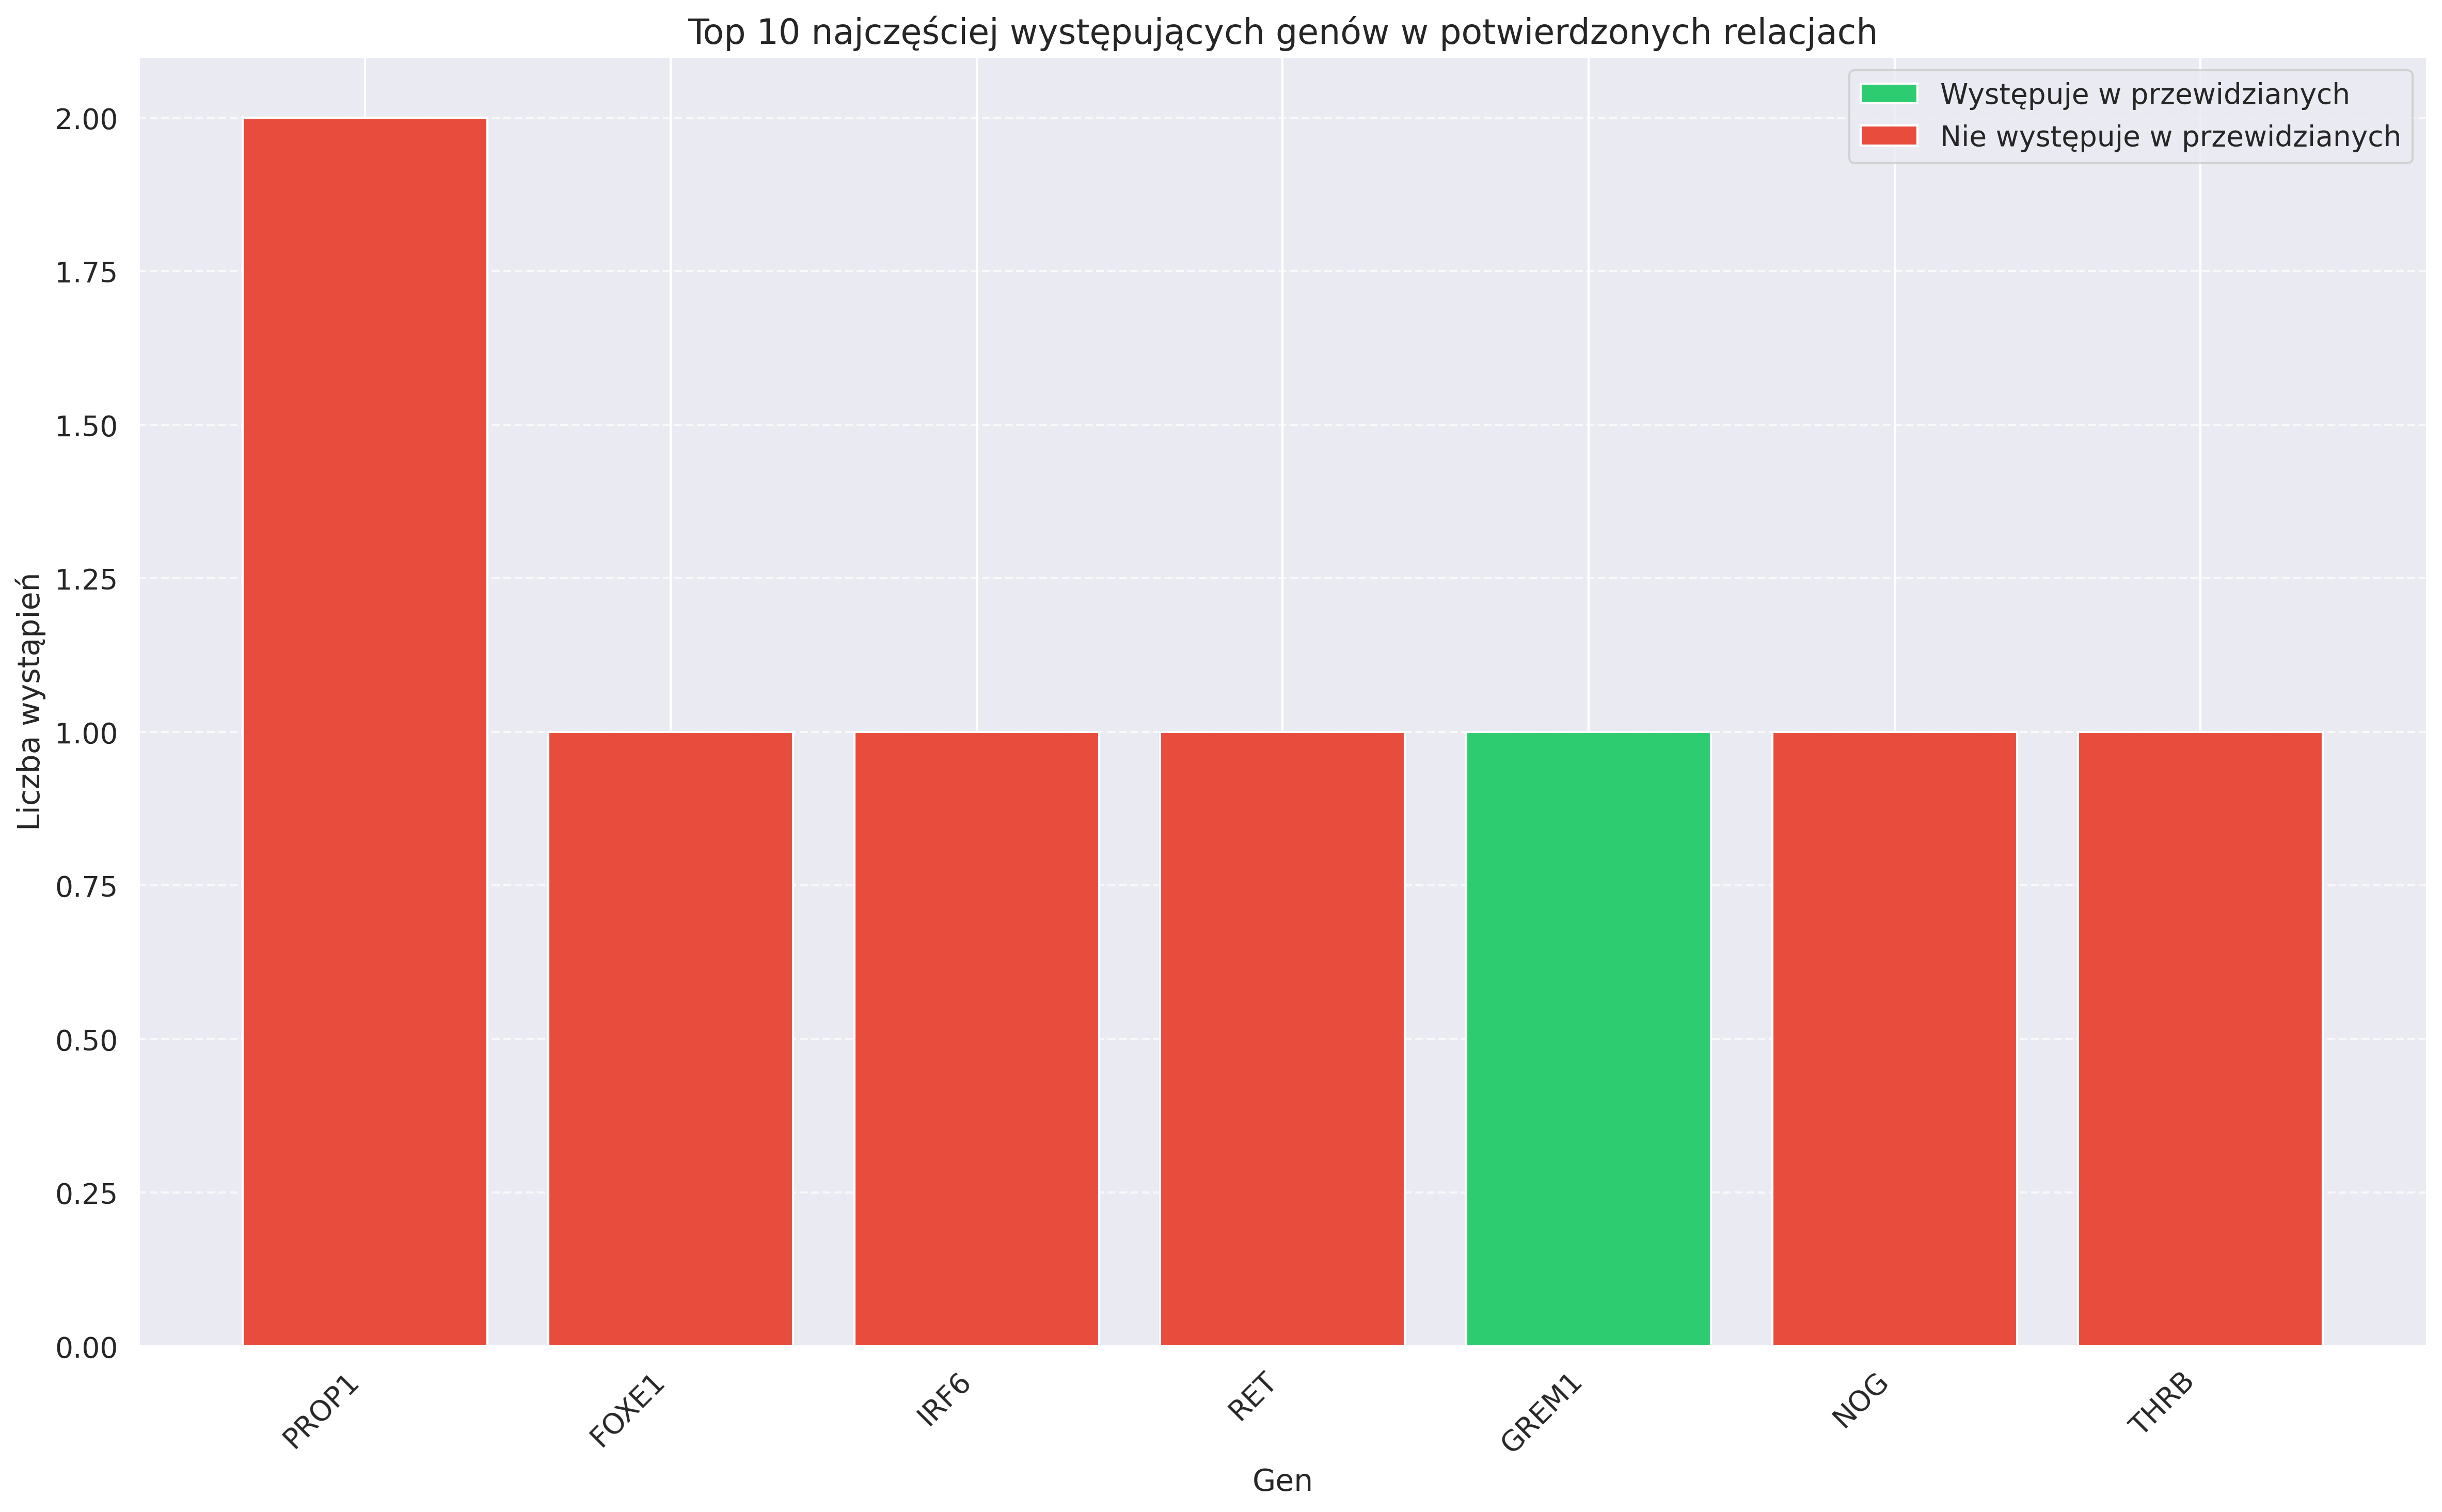 Top 10 najczęściej występujących genów w potwierdzonych relacjach
Występuje w przewidzianych
Nie występuje w przewidzianych
Liczba wystąpień
2.00
1.75
1.50
1.25
1.00
0.75
0.50
0.25
0.00
PROP1
FOXE1
IRF6
RET
GREM1
NOG
THRB
Gen